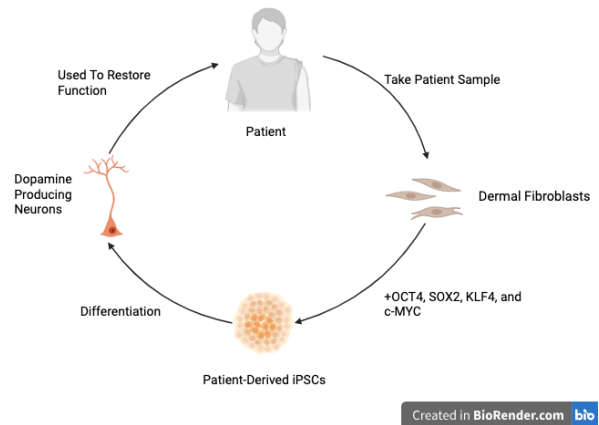 Used To Restore
Function
Patient
Take Patient Sample
Dopamine
Producing
Neurons
Dermal Fibroblasts
+OCT4, SOX2, KLF4, and
c-MYC
Differentiation
Patient-Derived iPSCs
Created in BioRender.com bio